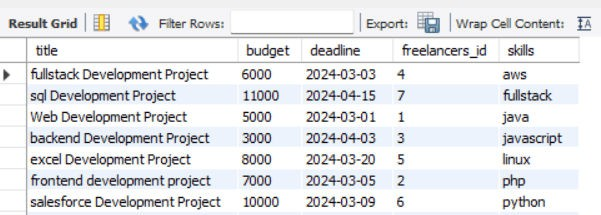 Result Grid Filter Rows: Export: Wrap Cell Content: IA
title budget deadline freelancers_id skills
fullstack Development Project 6000 2024-03-03 4 aws
sql Development Project 11000 2024-04-15 7 fullstack
Web Development Project 5000 2024-03-01 1 java
backend Development Project 3000 2024-04-03 3 javascript
excel Development Project 8000 2024-03-20 5 linux
frontend development project 7000 2024-03-05 2 php
salesforce Development Project 10000 2024-03-09 6 python